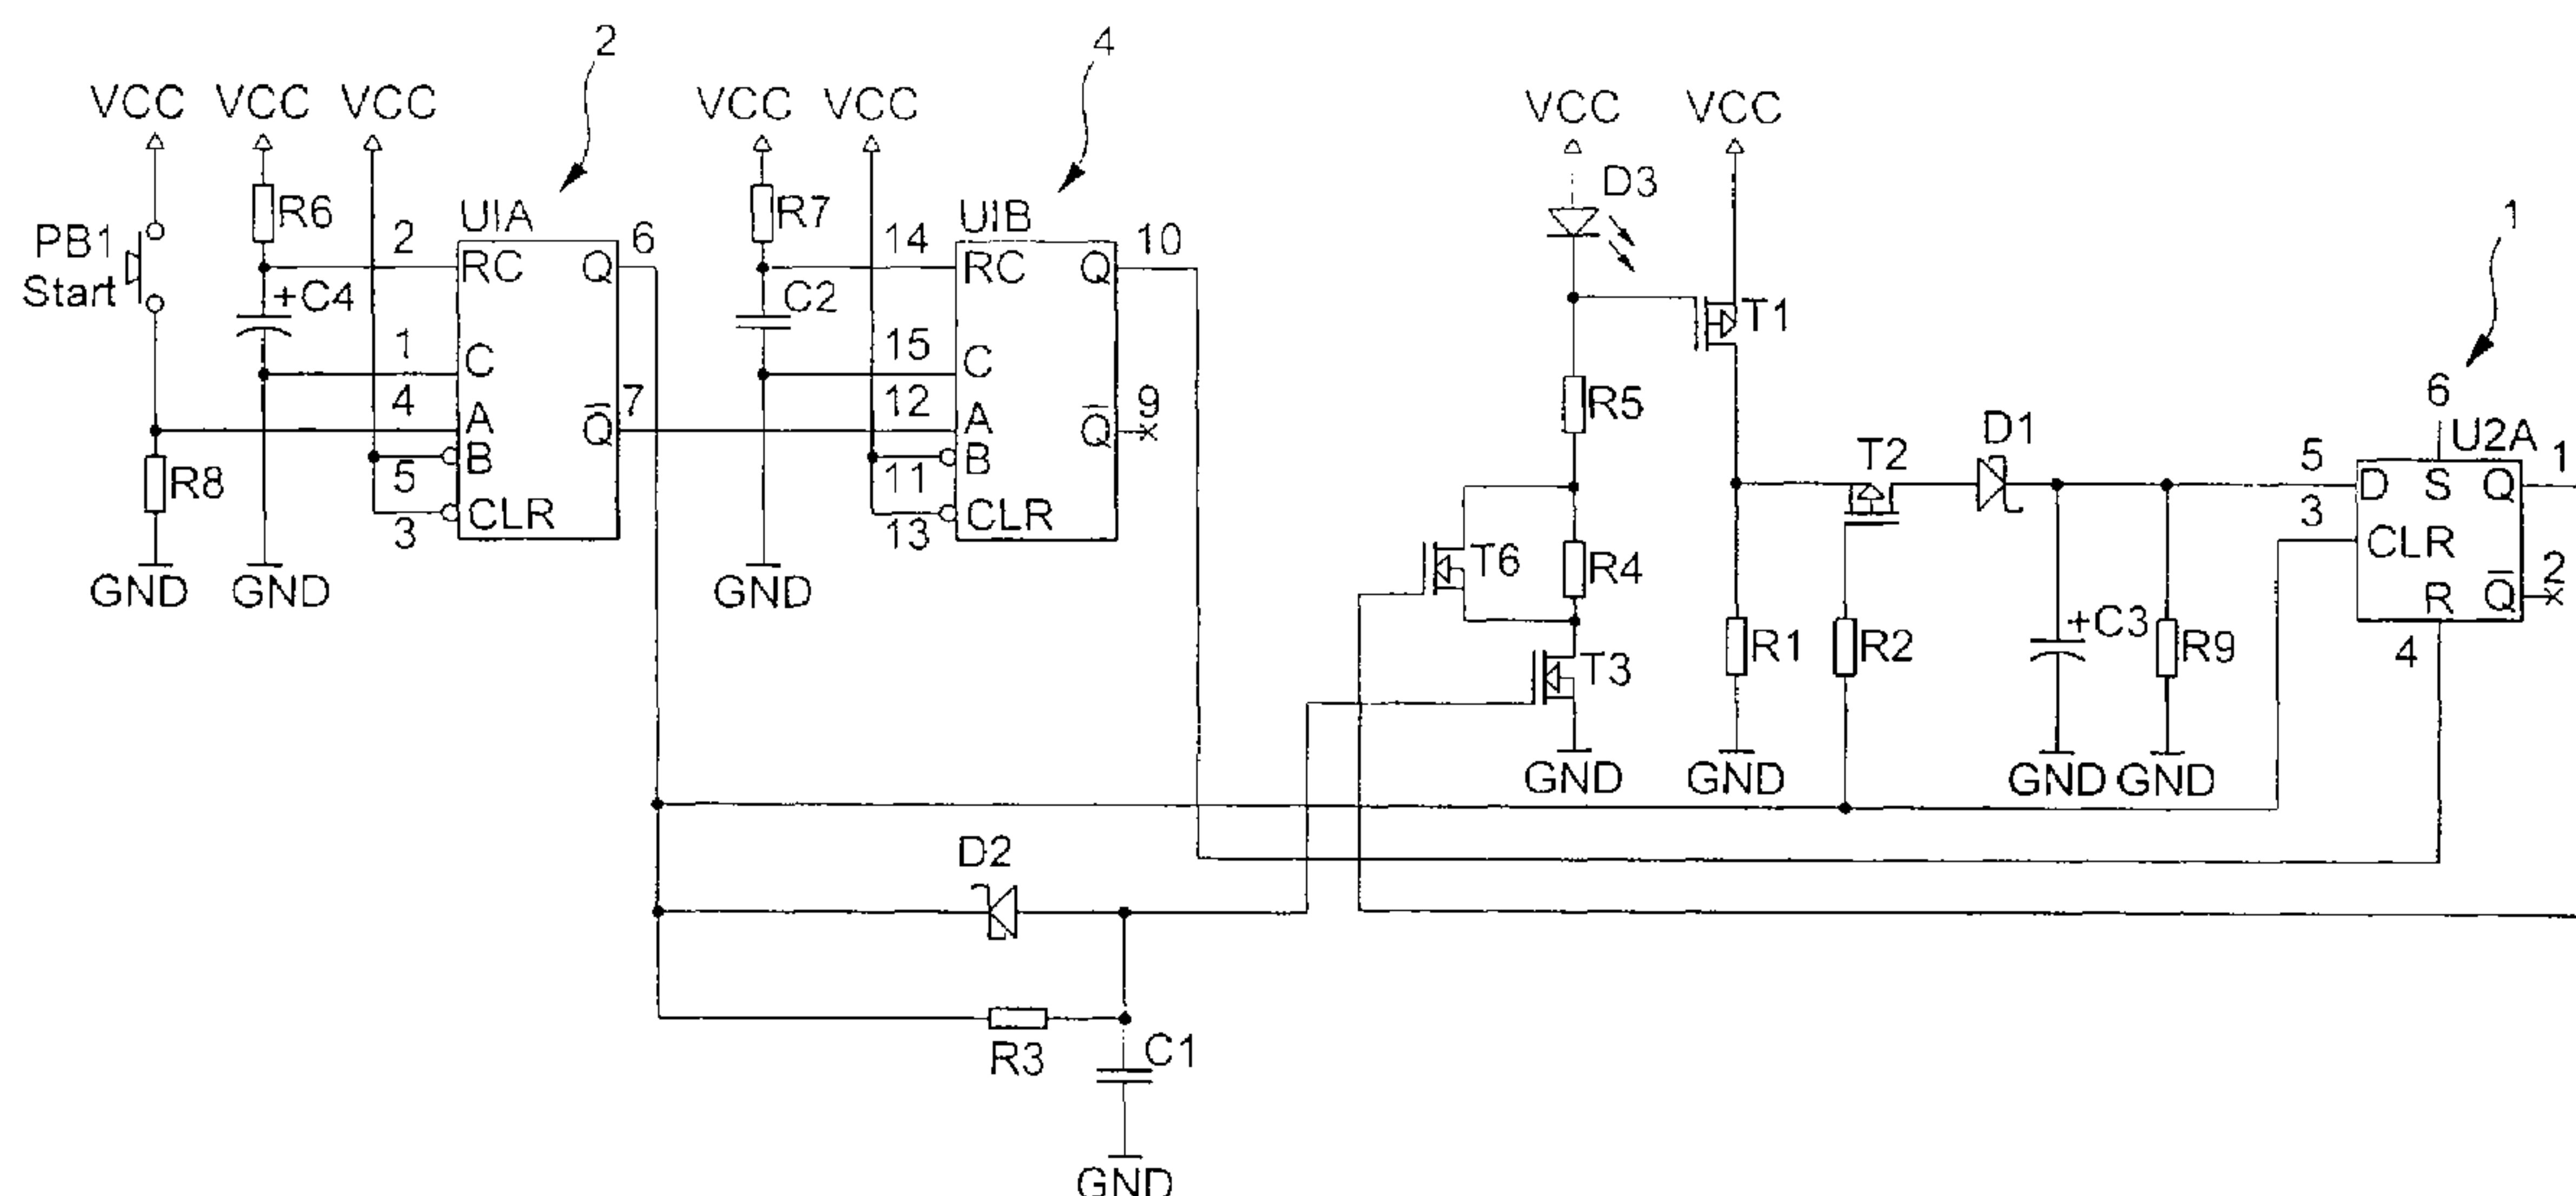 2
4
VCC VCC VCC
VCC VCC
VCC VCC
D3
1
PB1
Start
R6
2
UIA
6
R7
14
UIB
10
RC Q
RC Q
+C4
C2
T1
1
C
15
C
4
A
7
12
A
9
Q
Q
R5
6
U2A
5
B
11
B
R8
3
CLR
13
CLR
T2
D1
5
D S Q
1
3
CLR
2
R Q
4
GND GND
GND
T6
R4
T3
R1
R2
+C3
R9
GND
GND
GND GND
D2
R3
C1
GND